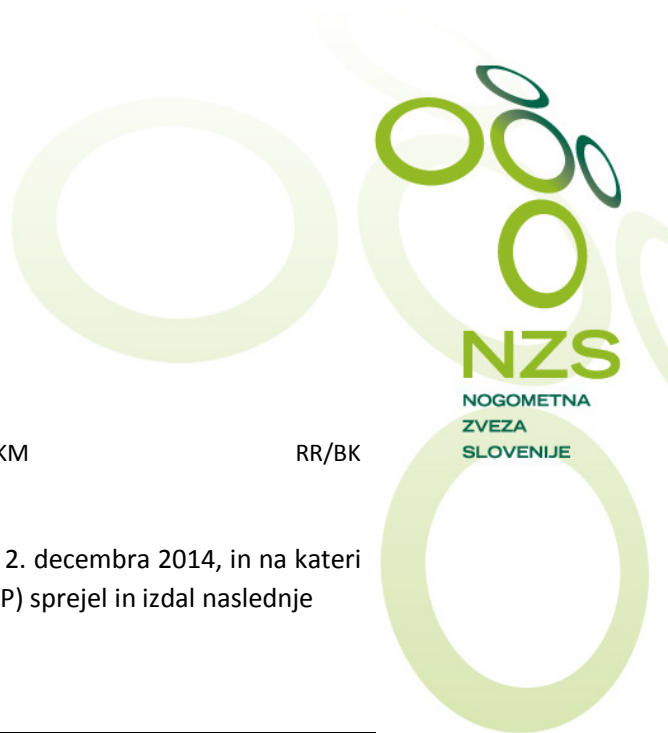 NZS
NOGOMETNA
ZVEZA
SLOVENIJE
KM RR/BK
2. decembra 2014, in na kateri
P) sprejel in izdal naslednje